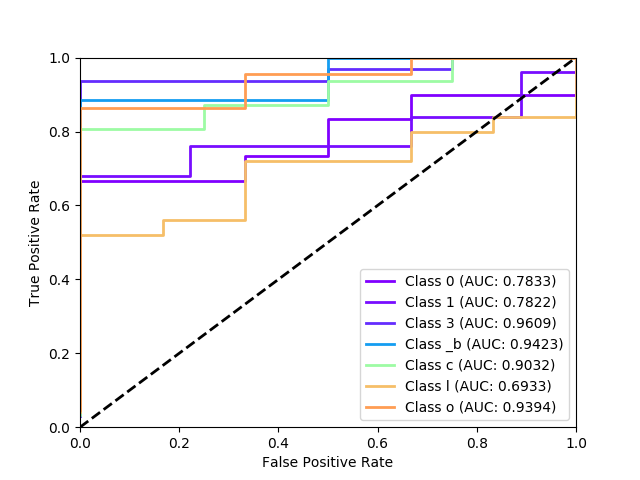 1.0
0.8
0.6
0.4
0.2
0.0
True Positive Rate
Class 0 (AUC: 0.7833)
Class 1 (AUC: 0.7822)
Class 3 (AUC: 0.9609)
Class _b (AUC: 0.9423)
Class c (AUC: 0.9032)
Class l (AUC: 0.6933)
Class o (AUC: 0.9394)
0.0 0.2 0.4 0.6 0.8 1.0
False Positive Rate